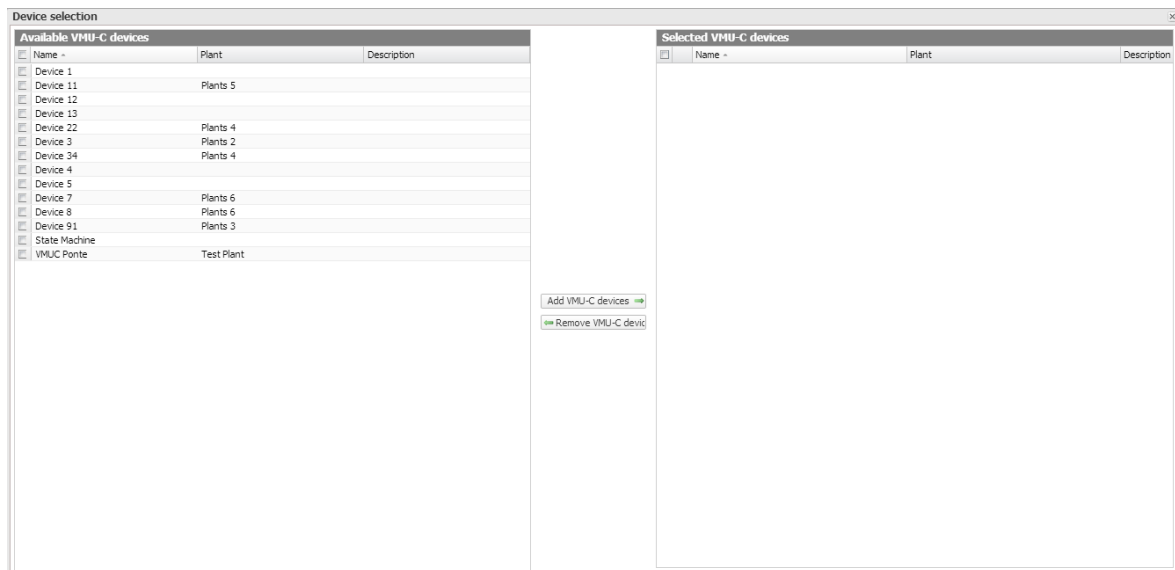 Device selection
Available VMU-C devices
Name Plant Description
Device 1
Device 11 Plants 5
Device 12
Device 13
Device 22 Plants 4
Device 3 Plants 2
Device 34 Plants 4
Device 4
Device 5
Device 7 Plants 6
Device 8 Plants 6
Device 91 Plants 3
State Machine
VMUC Ponte Test Plant
Add VMU-C devices
Remove VMU-C devic
Selected VMU-C devices
Name Plant Description